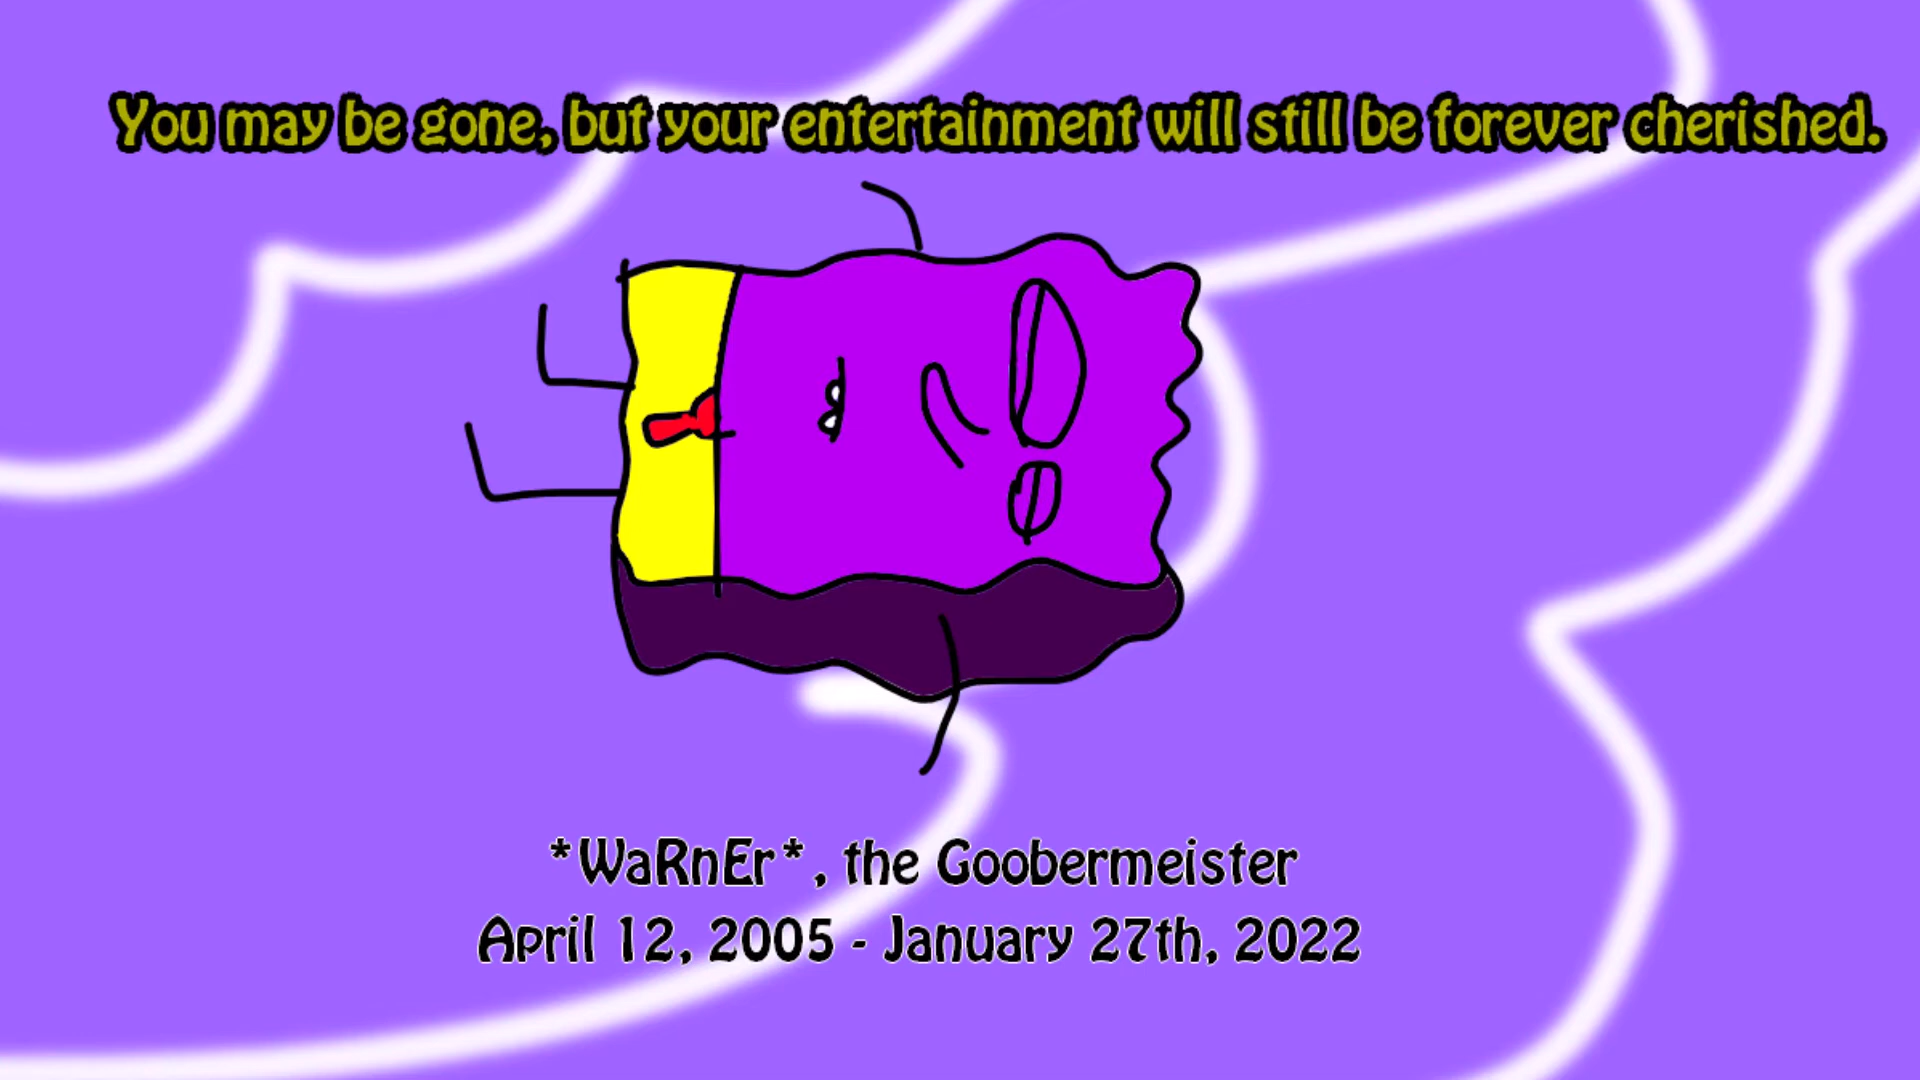 You may be gone, but your entertainment will still be forever cherished.
*WaRnEr*, the Goobermeister
April 12, 2005 - January 27th, 2022